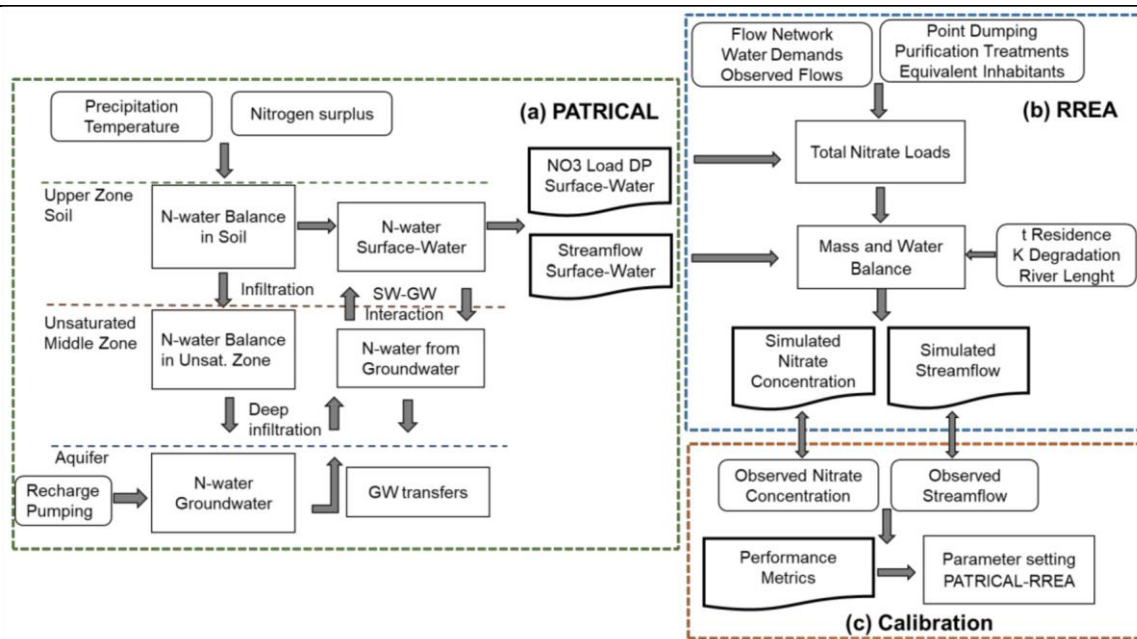 (a) PATRICAL
Precipitation
Temperature
Nitrogen surplus
Upper Zone
Soil
N-water Balance
in Soil
N-water
Surface-Water
NO3 Load DP
Surface-Water
Streamflow
Surface-Water
Infiltration
SW-GW
Interaction
Unsaturated
Middle Zone
N-water Balance
in Unsat. Zone
N-water from
Groundwater
Deep
infiltration
Aquifer
Recharge
Pumping
N-water
Groundwater
GW transfers
(b) RREA
Flow Network
Water Demands
Observed Flows
Point Dumping
Purification Treatments
Equivalent Inhabitants
Total Nitrate Loads
Mass and Water
Balance
t Residence
K Degradation
River Lenght
Simulated
Nitrate
Concentration
Simulated
Streamflow
Observed Nitrate
Concentration
Observed
Streamflow
Performance
Metrics
Parameter setting
PATRICAL-RREA
(c) Calibration